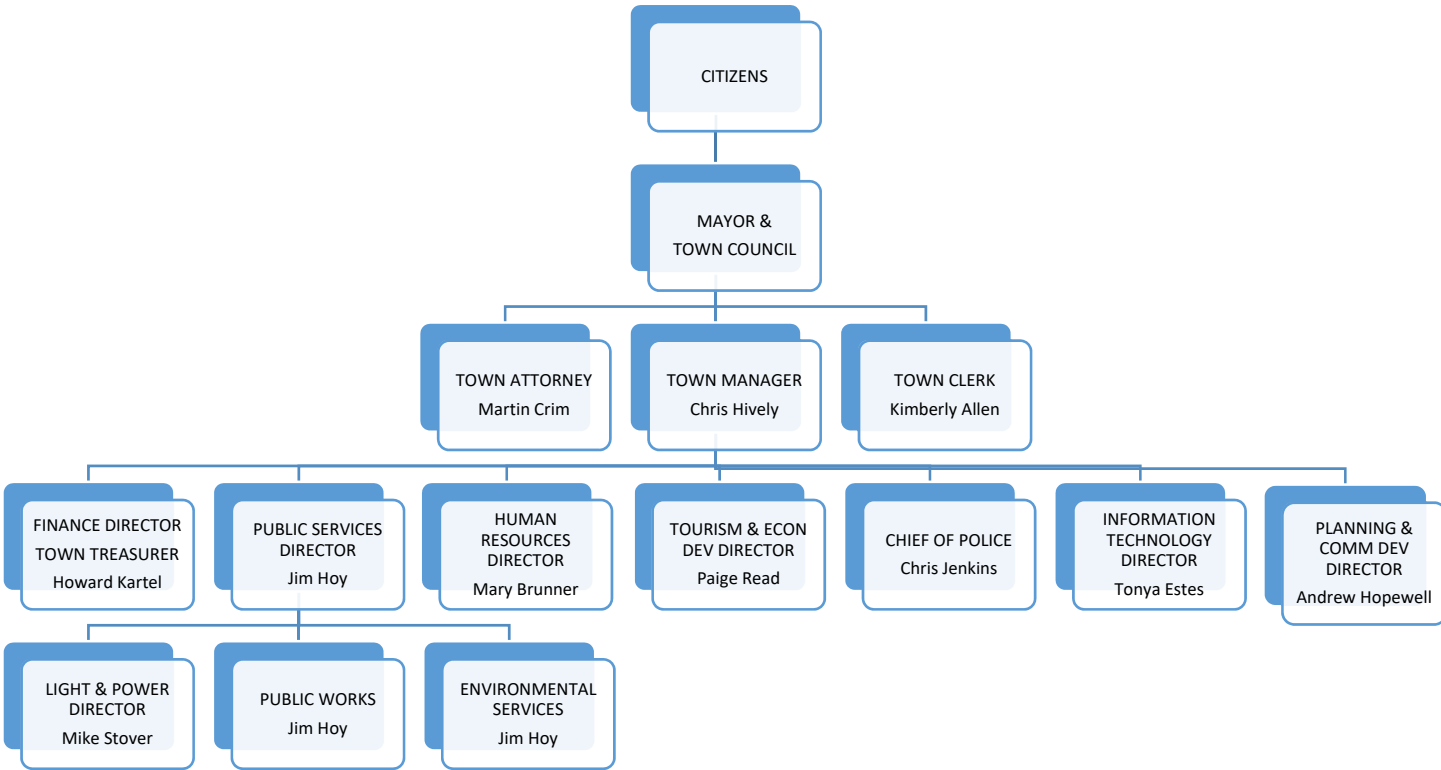 CITIZENS
MAYOR &
TOWN COUNCIL
TOWN ATTORNEY
Martin Crim
TOWN MANAGER
Chris Hively
TOWN CLERK
Kimberly Allen
FINANCE DIRECTOR
TOWN TREASURER
Howard Kartel
PUBLIC SERVICES
DIRECTOR
Jim Hoy
HUMAN
RESOURCES
DIRECTOR
Mary Brunner
TOURISM & ECON
DEV DIRECTOR
Paige Read
CHIEF OF POLICE
Chris Jenkins
INFORMATION
TECHNOLOGY
DIRECTOR
Tonya Estes
PLANNING &
COMM DEV
DIRECTOR
Andrew Hopewell
LIGHT & POWER
DIRECTOR
Mike Stover
PUBLIC WORKS
Jim Hoy
ENVIRONMENTAL
SERVICES
Jim Hoy